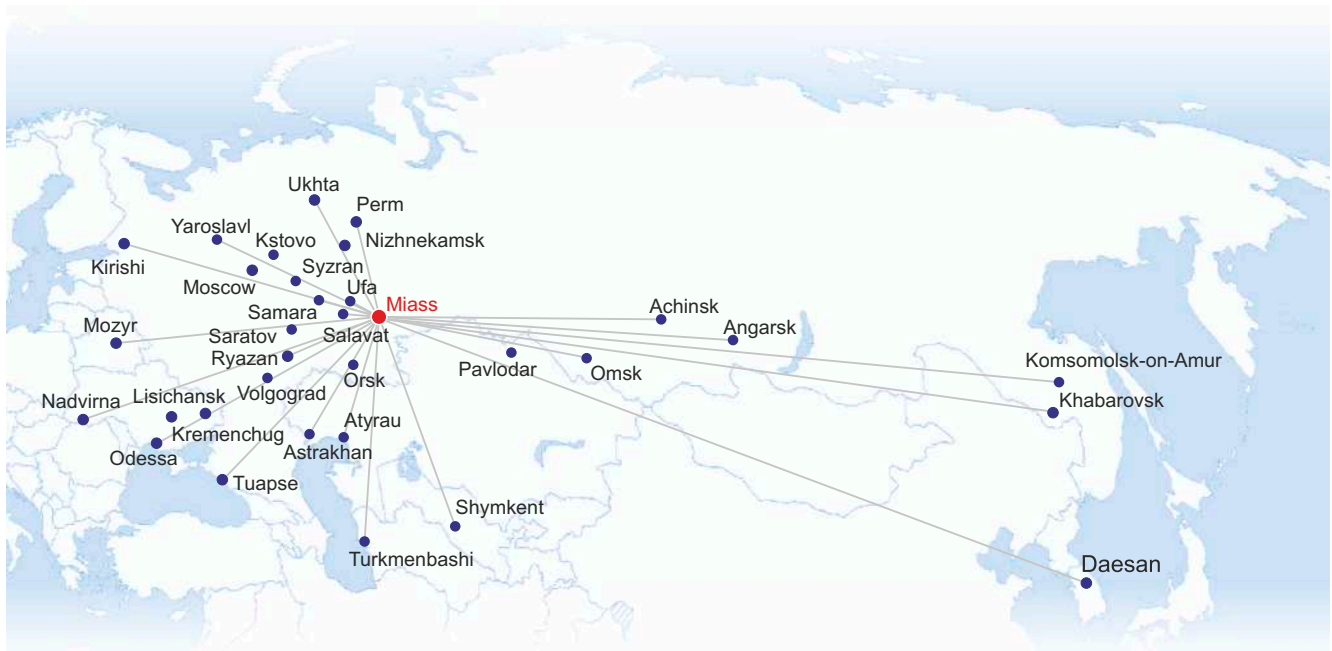 Ukhta
Perm
Yaroslavl
Kstovo
Nizhnekamsk
Kirishi
Syzran
Moscow
Ufa
Miass
Samara
Achinsk
Mozyr
Saratov
Salavat
Angarsk
Ryazan
Pavlodar
Omsk
Komsomolsk-on-Amur
Orsk
Volgograd
Nadvirna
Lisichansk
Khabarovsk
Atyrau
Kremenchug
Astrakhan
Odessa
Tuapse
Shymkent
Turkmenbashi
Daesan